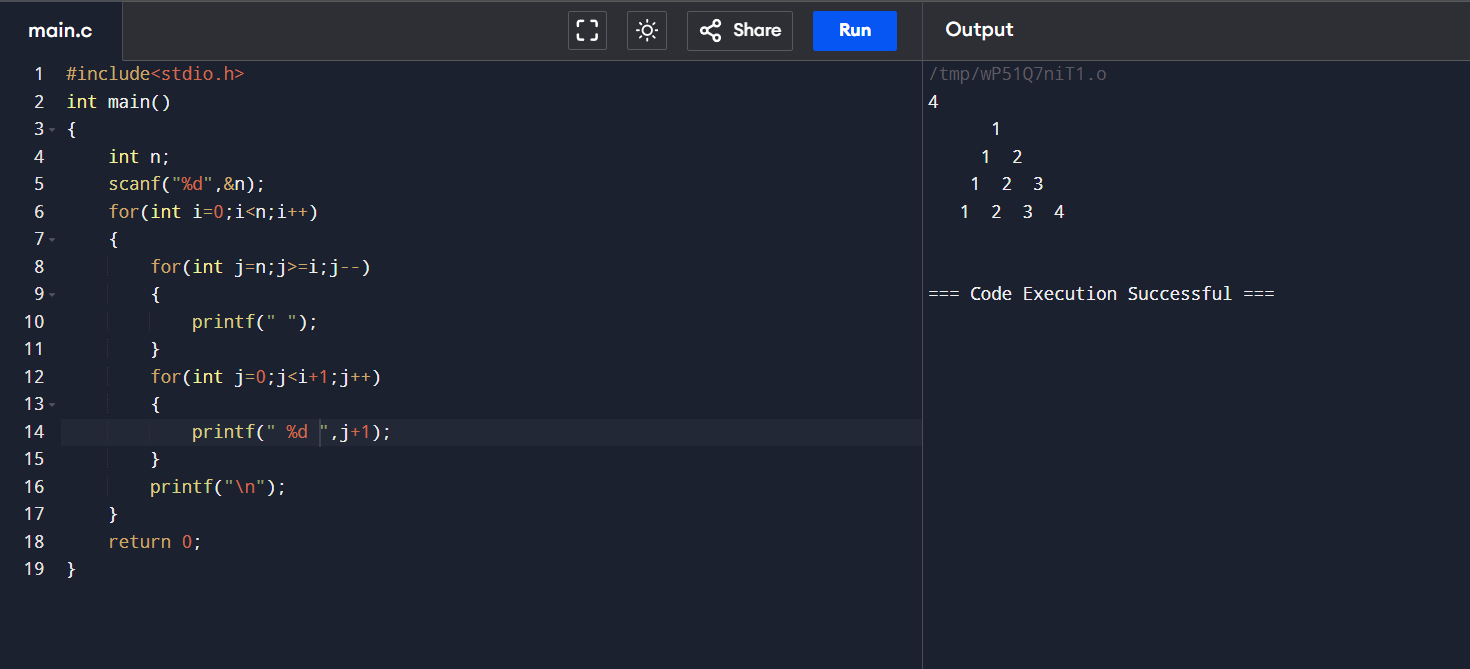 main.c Share Run Output
1 #include<stdio.h>
2 int main()
3 {
4     int n;
5     scanf("%d",&n);
6     for(int i=0;i<n;i++)
7     {
8         for(int j=n;j>=i;j--)
9         {
10             printf(" ");
11         }
12         for(int j=0;j<i+1;j++)
13         {
14             printf(" %d ",j+1);
15         }
16         printf("\n");
17     }
18     return 0;
19 }
/tmp/wP51Q7niT1.o
4
      1
     1  2
    1  2  3
   1  2  3  4
=== Code Execution Successful ===